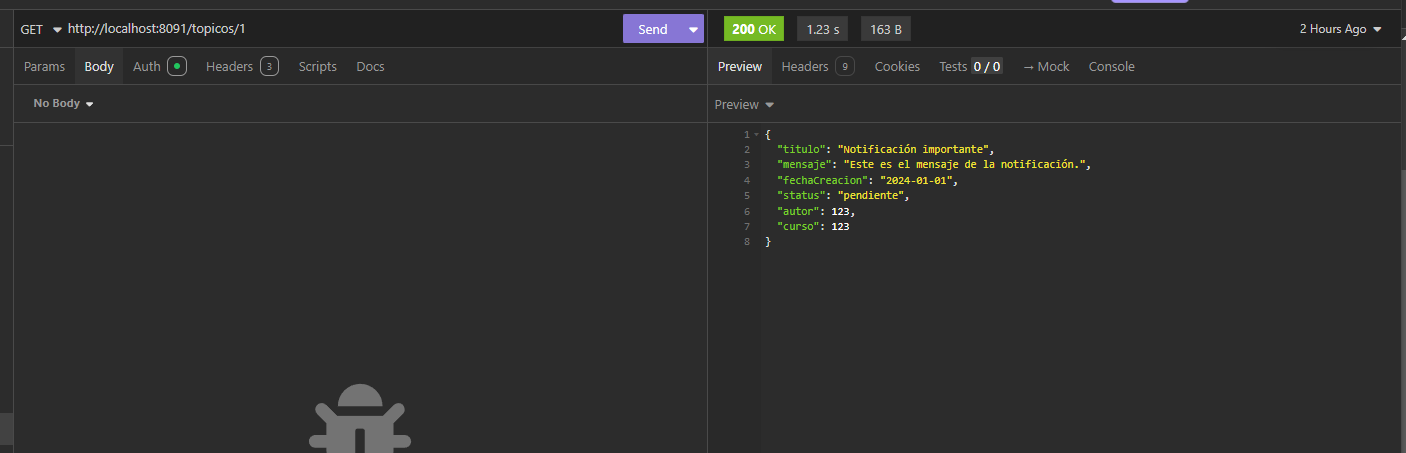 GET http://localhost:8091/topicos/1 Send 200 OK 1.23 s 163 B 2 Hours Ago
Params Body Auth Headers 3 Scripts Docs Preview Headers 9 Cookies Tests 0 / 0 → Mock Console
No Body Preview
1 {
2 "titulo": "Notificación importante",
3 "mensaje": "Este es el mensaje de la notificación.",
4 "fechaCreacion": "2024-01-01",
5 "status": "pendiente",
6 "autor": 123,
7 "curso": 123
8 }